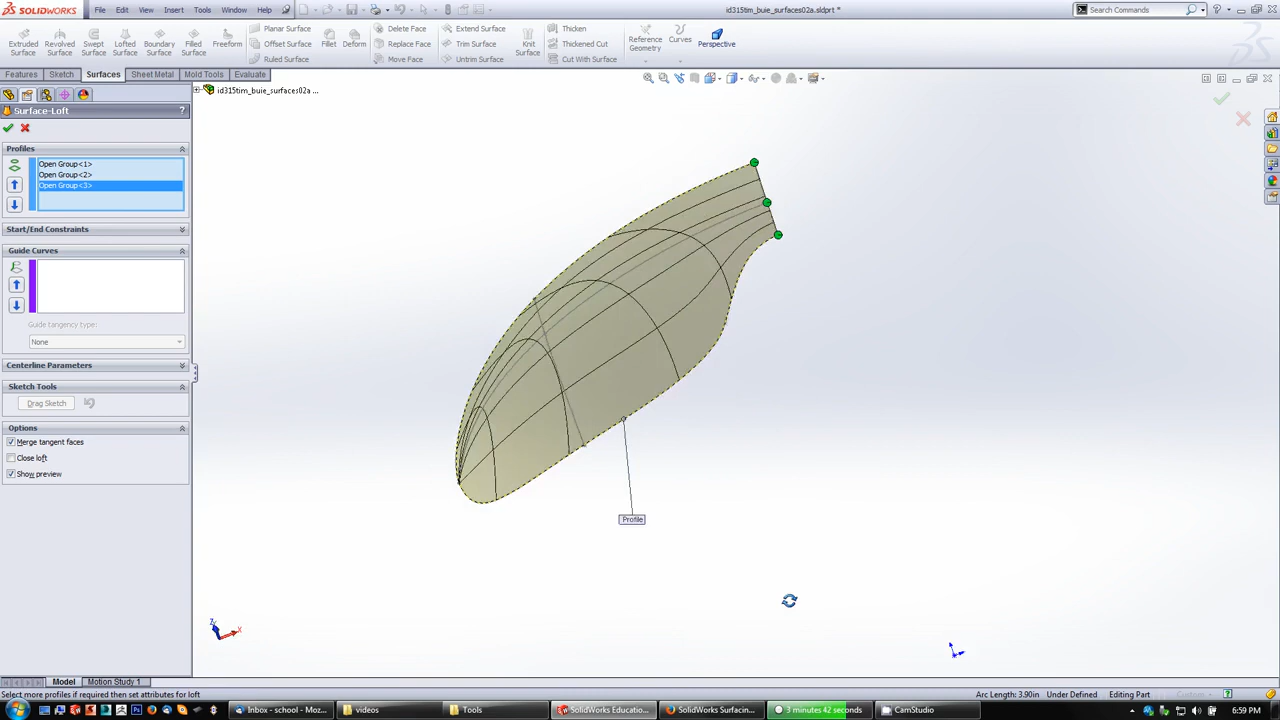 SOLIDWORKS File Edit View Insert Tools Window Help id315tim_buie_surfaces02a.sldprt * Search Commands
Extruded Surface
Revolved Surface
Swept Surface
Lofted Surface
Boundary Surface
Filled Surface
Freeform
Planar Surface
Offset Surface
Ruled Surface
Fillet
Deform
Delete Face
Replace Face
Move Face
Extend Surface
Trim Surface
Untrim Surface
Knit Surface
Thicken
Thickened Cut
Cut With Surface
Reference Geometry
Curves
Perspective
Features Sketch Surfaces Sheet Metal Mold Tools Evaluate
id315tim_buie_surfaces02a ...
Surface-Loft ?
Profiles
Open Group<1>
Open Group<2>
Open Group<3>
Start/End Constraints
Guide Curves
Guide tangency type:
None
Centerline Parameters
Sketch Tools
Drag Sketch
Options
Merge tangent faces
Close loft
Show preview
Profile
Z X
Model Motion Study 1
Select more profiles if required then set attributes for loft Arc Length: 3.90in Under Defined Editing Part Custom
Inbox - school - Moz... videos Tools SolidWorks Educatio... SolidWorks Surfacin... 3 minutes 42 seconds CamStudio 6:59 PM